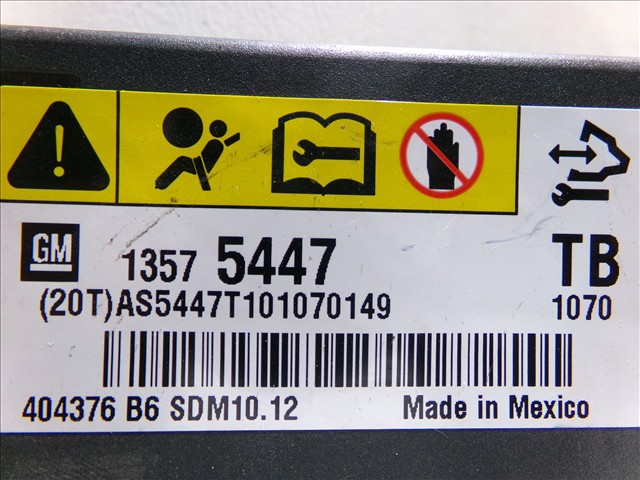 GM 1357 5447 TB
(20T)AS5447T101070149 1070
404376 B6 SDM10.12 Made in Mexico